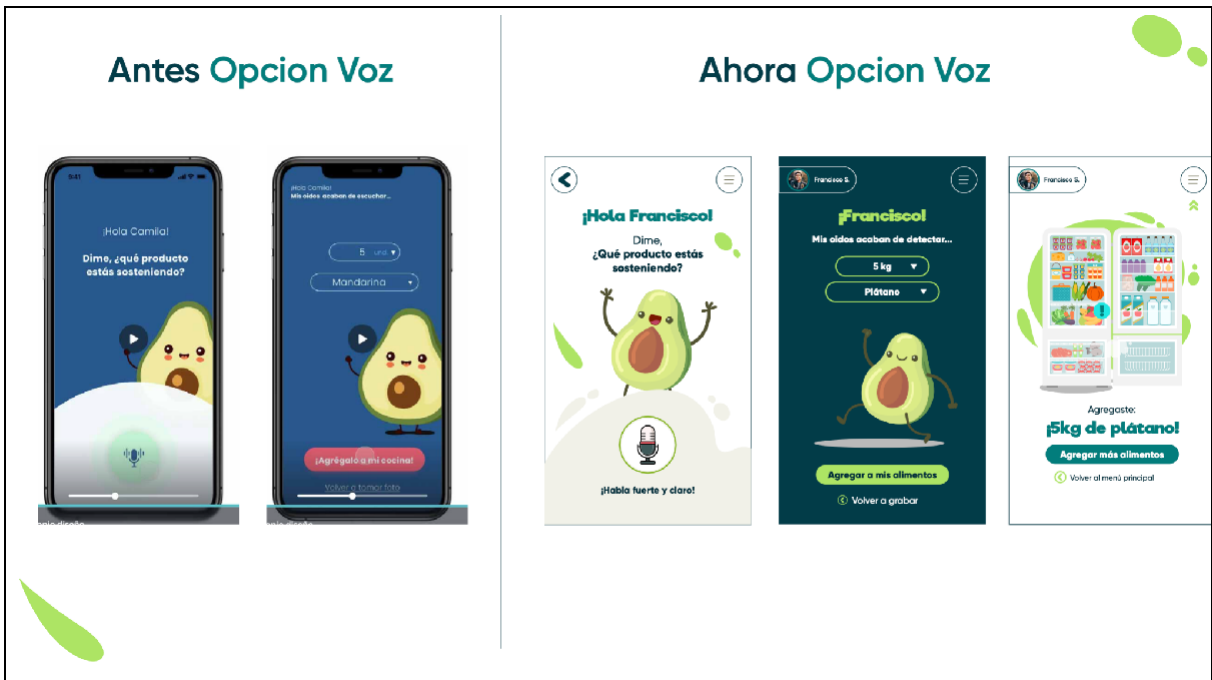 Antes Opcion Voz
Ahora Opcion Voz
9:41
¡Hola Camila!
Dime, ¿qué producto
estás sosteniendo?
¡Hola Camila!
Mis oídos acaban de escuchar...
5 und
Mandarina
¡Agrégalo a mi cocina!
Volver a tomar foto
¡Hola Francisco!
Dime,
¿Qué producto estás
sosteniendo?
¡Habla fuerte y claro!
Francisco S.
¡Francisco!
Mis oídos acaban de detectar...
5 kg
Plátano
Agregar a mis alimentos
Volver a grabar
Francisco S.
Agregaste:
¡5kg de plátano!
Agregar más alimentos
Volver al menú principal